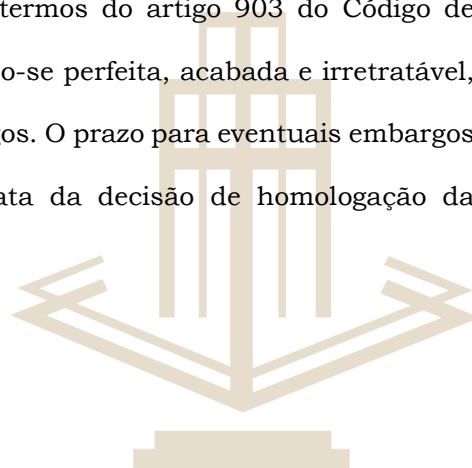 termos do artigo 903 do Código de
o-se perfeita, acabada e irretratável,
gos. O prazo para eventuais embargos
ata da decisão de homologação da